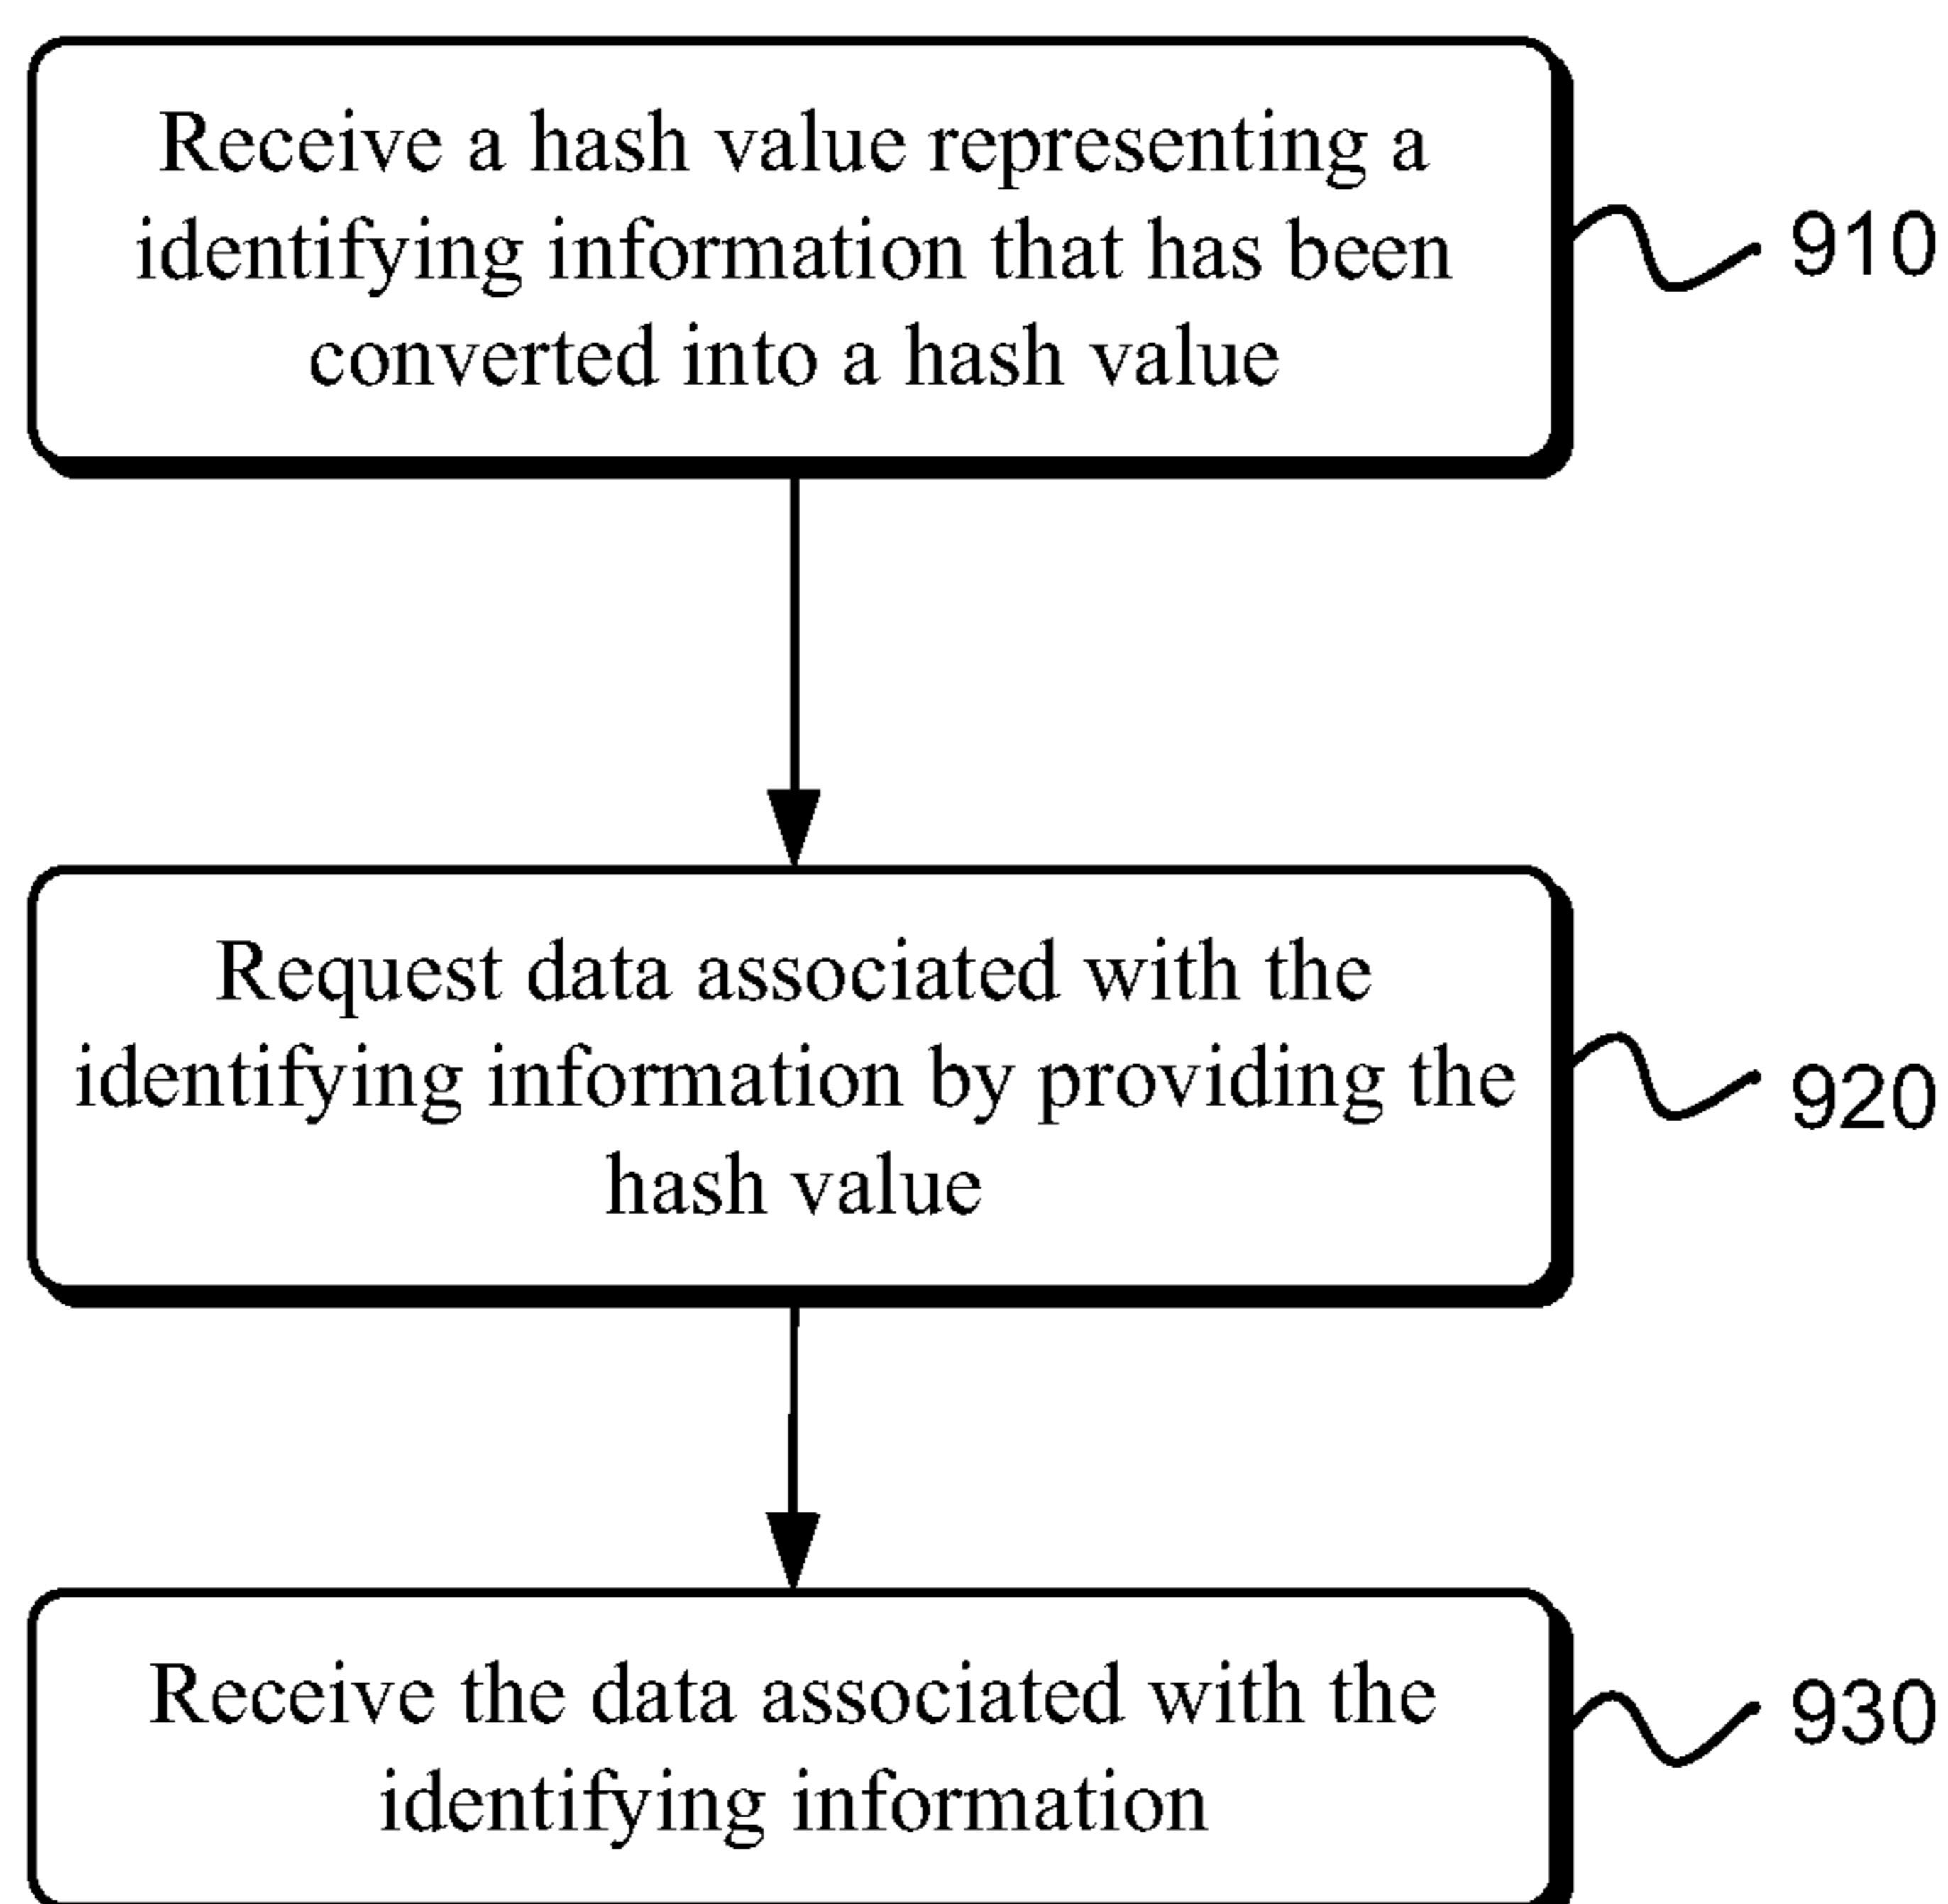 Receive a hash value representing a
identifying information that has been
converted into a hash value
910
Request data associated with the
identifying information by providing the
hash value
920
Receive the data associated with the
identifying information
930